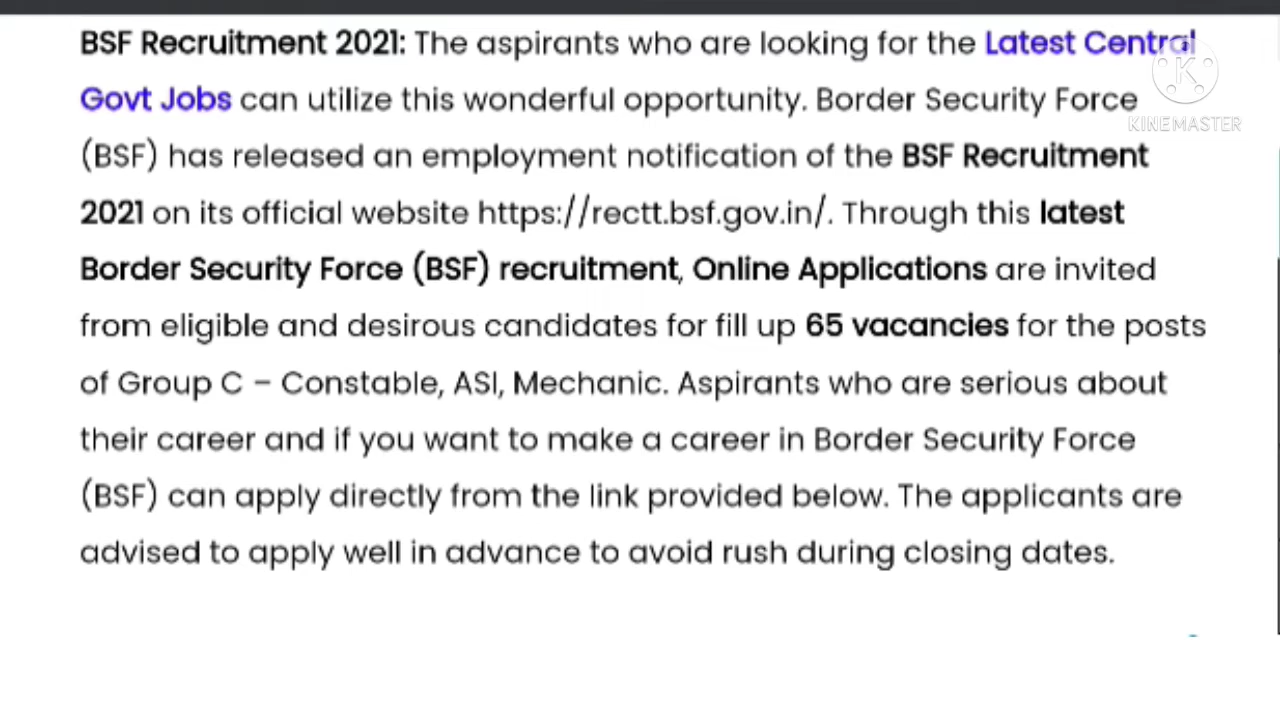 BSF Recruitment 2021: The aspirants who are looking for the Latest Central
Govt Jobs can utilize this wonderful opportunity. Border Security Force
(BSF) has released an employment notification of the BSF Recruitment
2021 on its official website https://rectt.bsf.gov.in/. Through this latest
Border Security Force (BSF) recruitment, Online Applications are invited
from eligible and desirous candidates for fill up 65 vacancies for the posts
of Group C – Constable, ASI, Mechanic. Aspirants who are serious about
their career and if you want to make a career in Border Security Force
(BSF) can apply directly from the link provided below. The applicants are
advised to apply well in advance to avoid rush during closing dates.
K
KINEMASTER